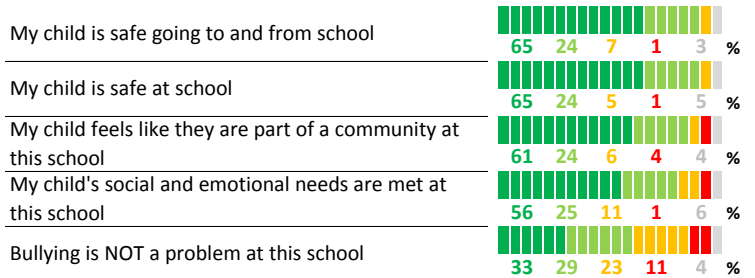 My child is safe going to and from school
65 24 7 1 3 %
My child is safe at school
65 24 5 1 5 %
My child feels like they are part of a community at
this school
61 24 6 4 4 %
My child's social and emotional needs are met at
this school
56 25 11 1 6 %
Bullying is NOT a problem at this school
33 29 23 11 4 %